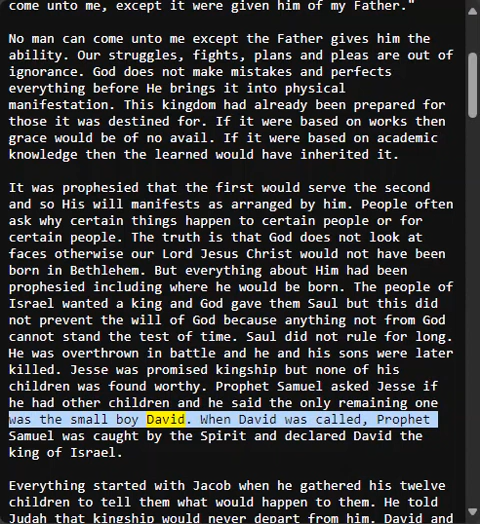 come unto me, except it were given him of my Father."
No man can come unto me except the Father gives him the
ability. Our struggles, fights, plans and pleas are out of
ignorance. God does not make mistakes and perfects
everything before He brings it into physical
manifestation. This kingdom had already been prepared for
those it was destined for. If it were based on works then
grace would be of no avail. If it were based on academic
knowledge then the learned would have inherited it.
It was prophesied that the first would serve the second
and so His will manifests as arranged by him. People often
ask why certain things happen to certain people or for
certain people. The truth is that God does not look at
faces otherwise our Lord Jesus Christ would not have been
born in Bethlehem. But everything about Him had been
prophesied including where he would be born. The people of
Israel wanted a king and God gave them Saul but this did
not prevent the will of God because anything not from God
cannot stand the test of time. Saul did not rule for long.
He was overthrown in battle and he and his sons were later
killed. Jesse was promised kingship but none of his
children was found worthy. Prophet Samuel asked Jesse if
he had other children and he said the only remaining one
was the small boy David. When David was called, Prophet
Samuel was caught by the Spirit and declared David the
king of Israel.
Everything started with Jacob when he gathered his twelve
children to tell them what would happen to them. He told
Judah that kingship would never depart from him. David and